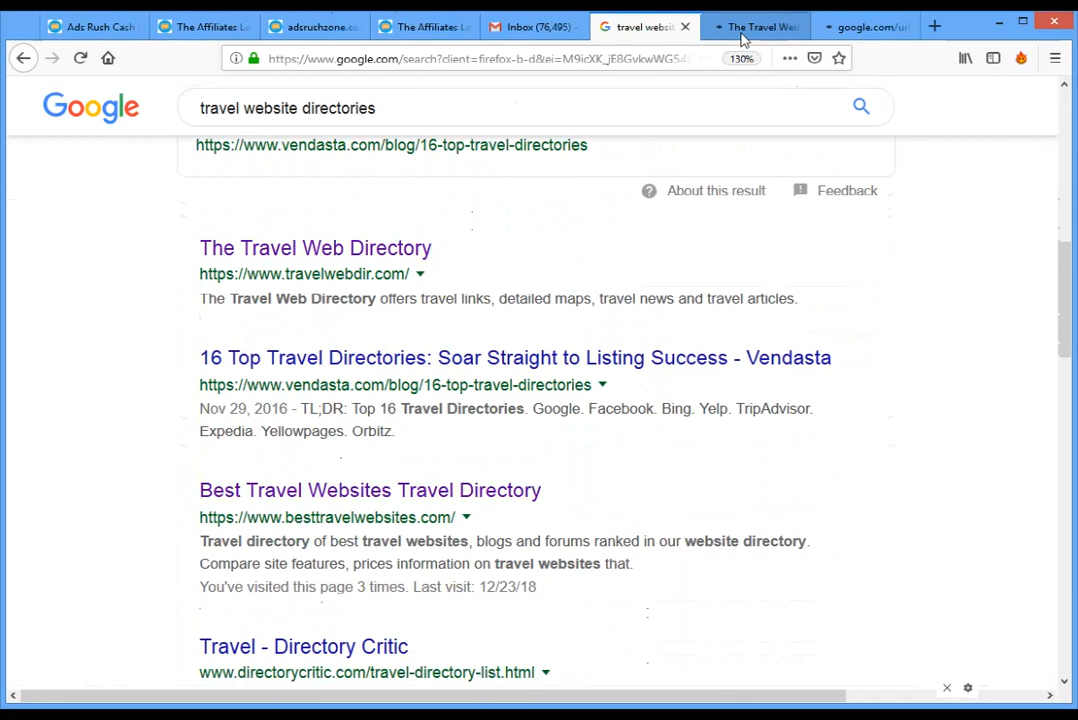 Ads Rush Cash
The Affiliates Lo
adsrushzone.co
The Affiliates Lo
Inbox (76,495) -
travel websit
The Travel Web
google.com/url
https://www.google.com/search?client=firefox-b-d&ei=M9icXK_jE8GvkwWG54
130%
Google
travel website directories
https://www.vendasta.com/blog/16-top-travel-directories
About this result
Feedback
The Travel Web Directory
https://www.travelwebdir.com/
The Travel Web Directory offers travel links, detailed maps, travel news and travel articles.
16 Top Travel Directories: Soar Straight to Listing Success - Vendasta
https://www.vendasta.com/blog/16-top-travel-directories
Nov 29, 2016 - TL;DR: Top 16 Travel Directories. Google. Facebook. Bing. Yelp. TripAdvisor.
Expedia. Yellowpages. Orbitz.
Best Travel Websites Travel Directory
https://www.besttravelwebsites.com/
Travel directory of best travel websites, blogs and forums ranked in our website directory.
Compare site features, prices information on travel websites that.
You've visited this page 3 times. Last visit: 12/23/18
Travel - Directory Critic
www.directorycritic.com/travel-directory-list.html